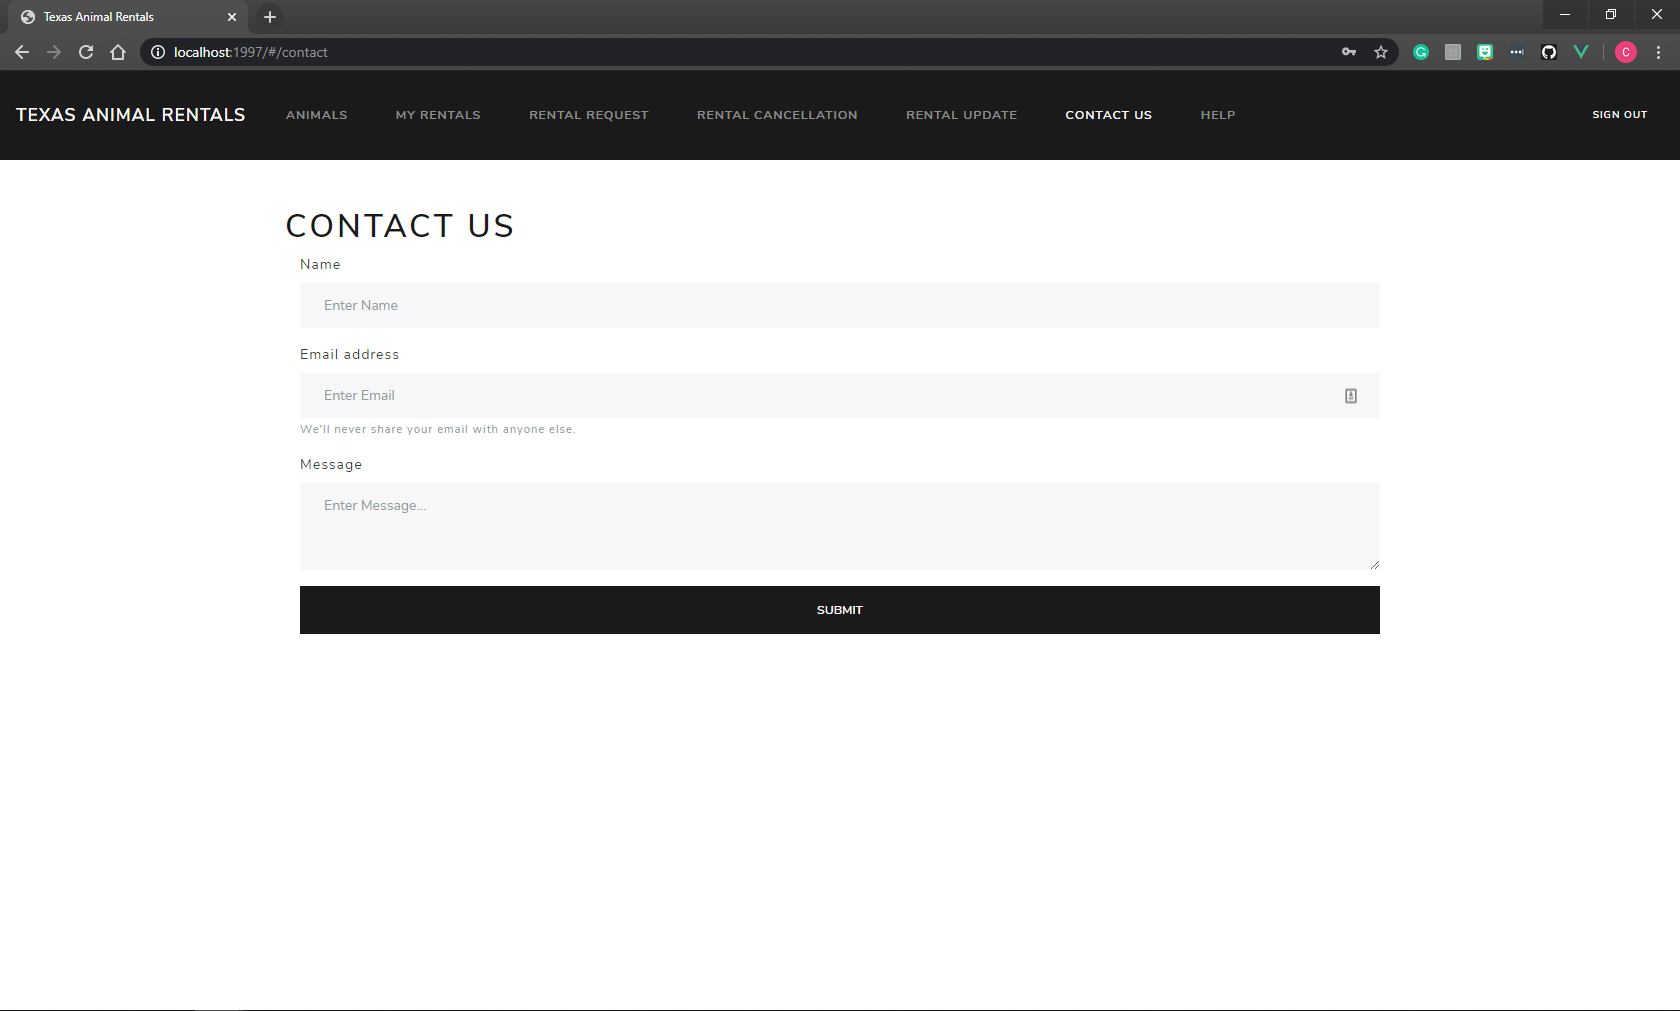 Texas Animal Rentals
localhost:1997/#/contact
C
TEXAS ANIMAL RENTALS ANIMALS MY RENTALS RENTAL REQUEST RENTAL CANCELLATION RENTAL UPDATE CONTACT US HELP SIGN OUT
CONTACT US
Name
Enter Name
Email address
Enter Email
We'll never share your email with anyone else.
Message
Enter Message...
SUBMIT